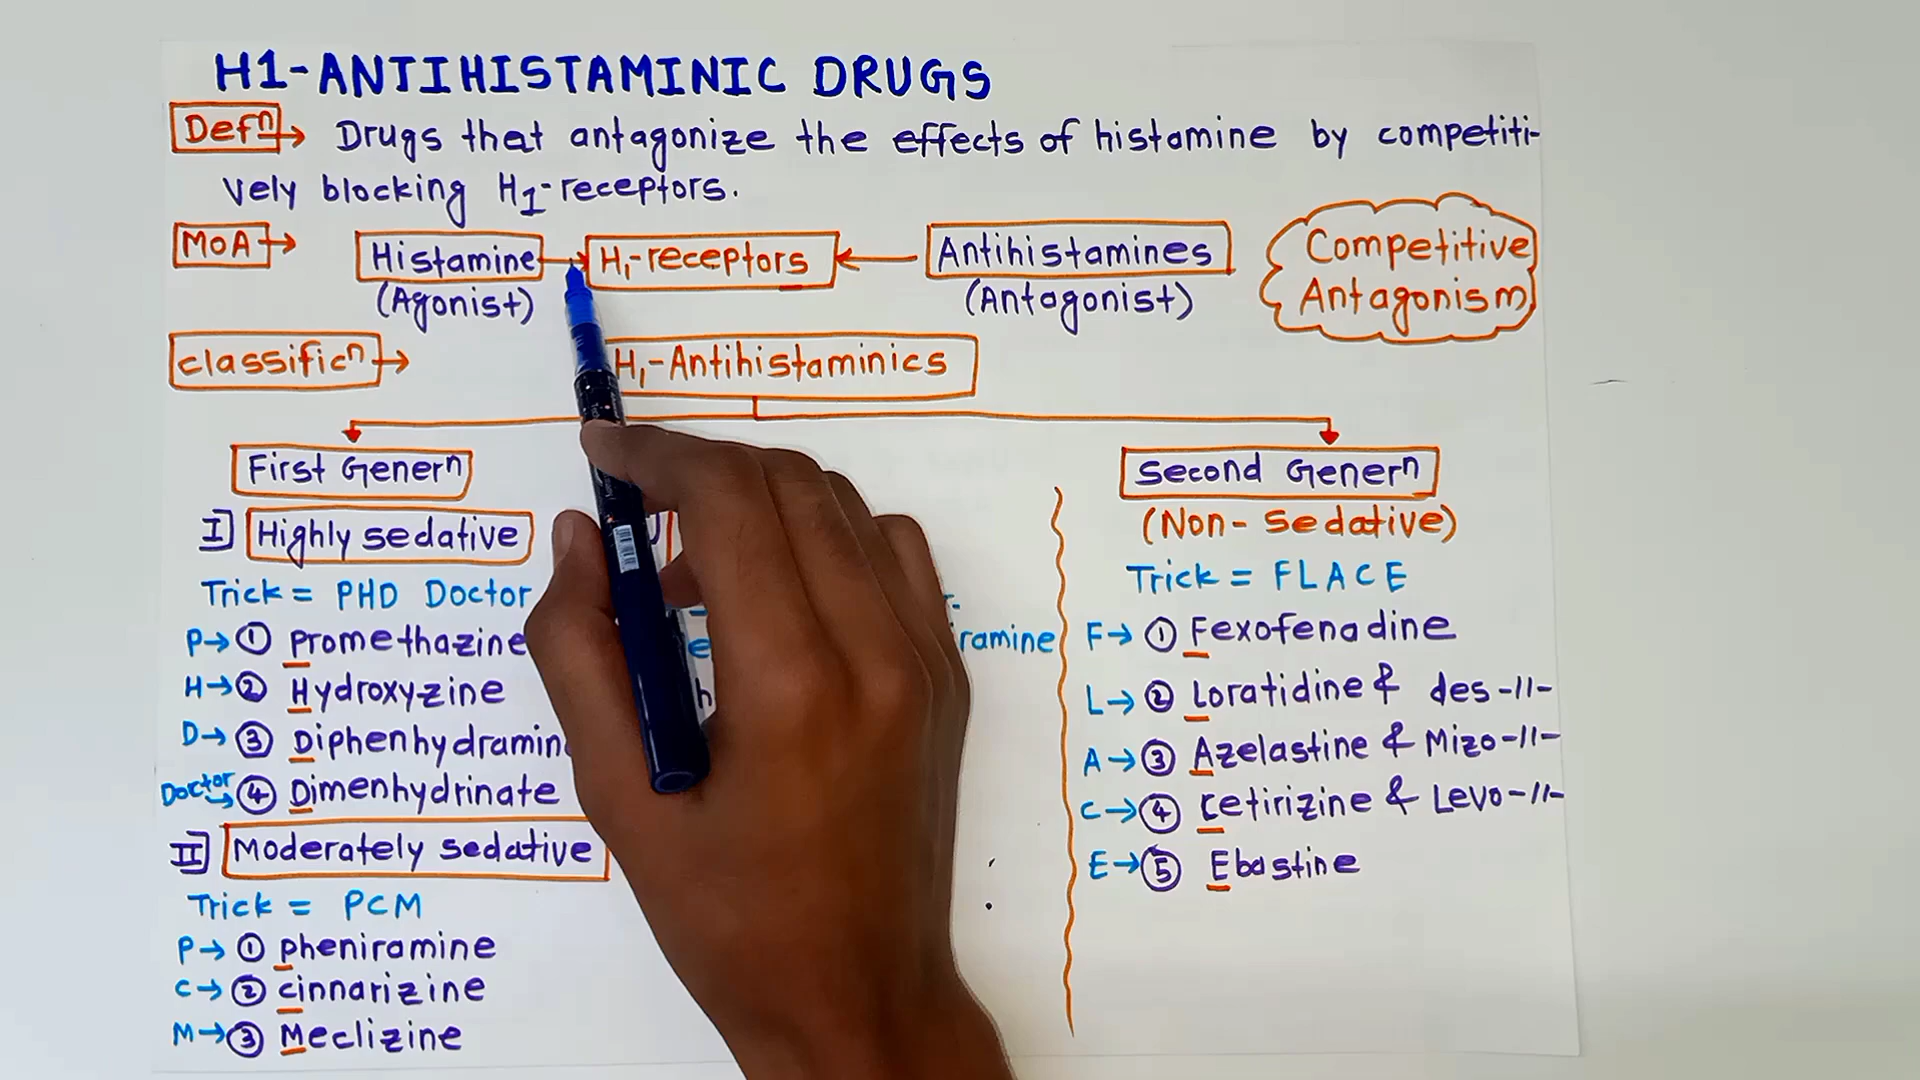 H1-ANTIHISTAMINIC DRUGS
Defⁿ → Drugs that antagonize the effects of histamine by competiti-
vely blocking H1-receptors.
MoA → Histamine → H₁-receptors ← Antihistamines
(Agonist) (Antagonist)
Competitive
Antagonism
classificⁿ → H₁-Antihistaminics
First Generⁿ
I] Highly sedative
Trick = PHD Doctor
P→ ① Promethazine
H→ ② Hydroxyzine
D→ ③ Diphenhydramin
Doctor → ④ Dimenhydrinate
II] Moderately sedative
Trick = PCM
P→ ① Pheniramine
C→ ② Cinnarizine
M→ ③ Meclizine
ramine
Second Generⁿ
(Non-Sedative)
Trick = FLACE
F→ ① Fexofenadine
L→ ② Loratidine & des-11-
A→ ③ Azelastine & Mizo-11-
C→ ④ Cetirizine & Levo-11-
E→ ⑤ Ebastine